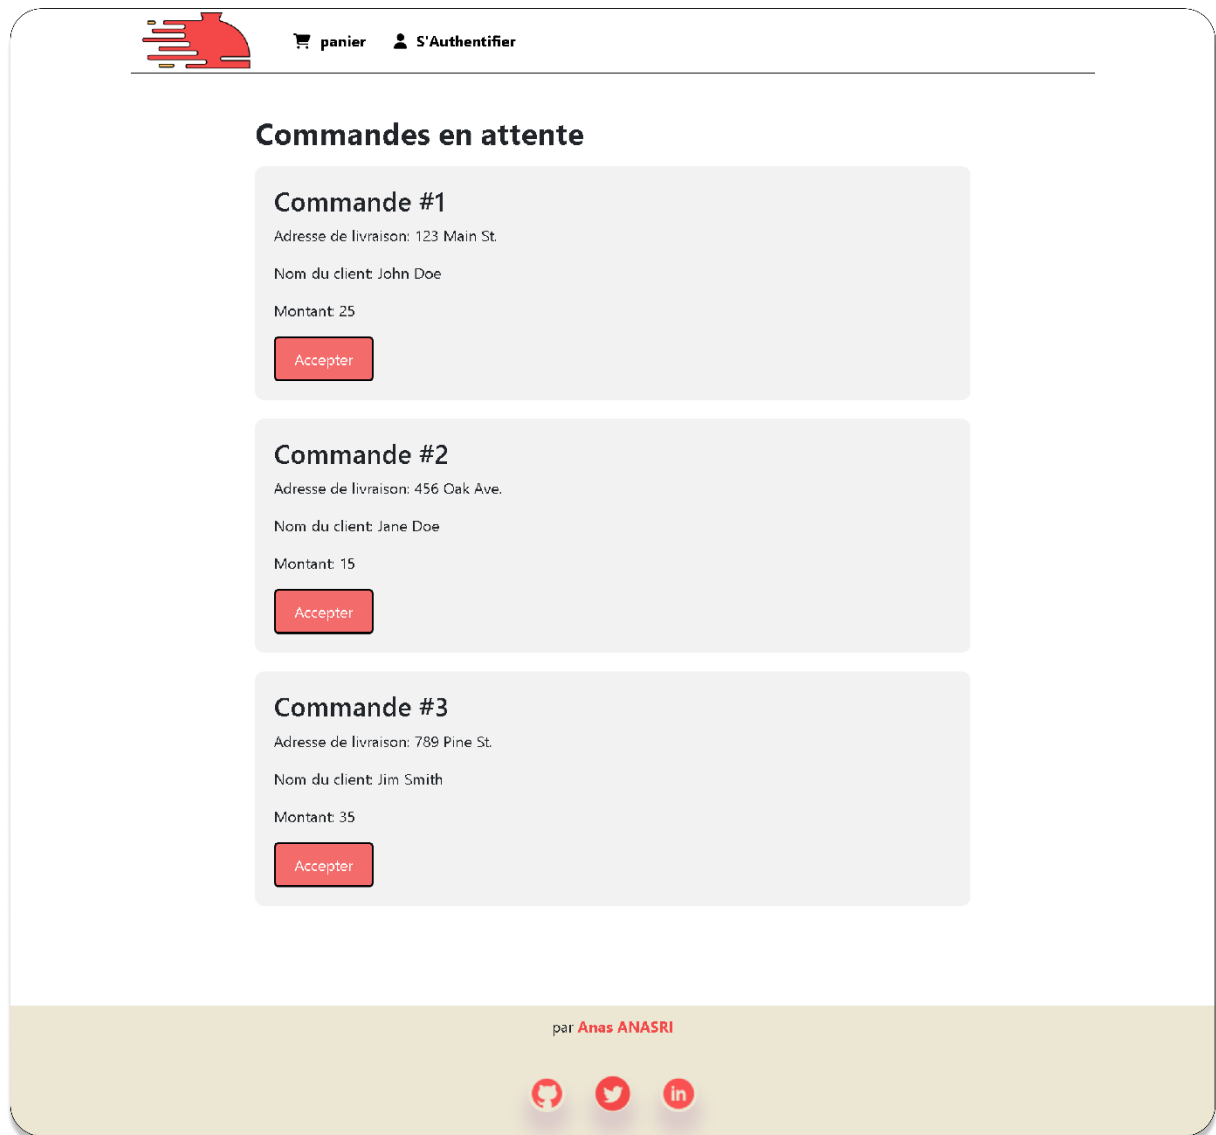 panier S'Authentifier
Commandes en attente
Commande #1
Adresse de livraison: 123 Main St.
Nom du client: John Doe
Montant: 25
Accepter
Commande #2
Adresse de livraison: 456 Oak Ave.
Nom du client: Jane Doe
Montant: 15
Accepter
Commande #3
Adresse de livraison: 789 Pine St.
Nom du client: Jim Smith
Montant: 35
Accepter
par Anas ANASRI
in